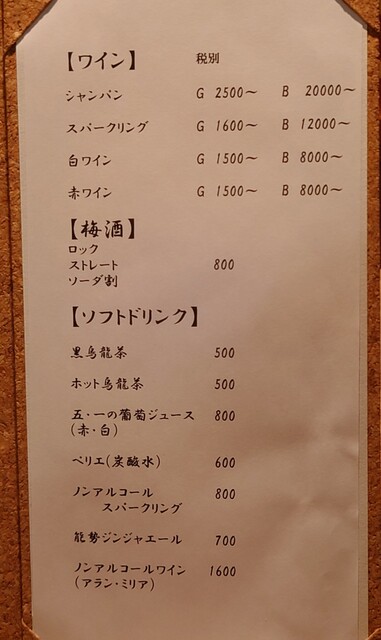 【ワイン】 税別
シャンパン G 2500～ B 20000～
スパークリング G 1600～ B 12000～
白ワイン G 1500～ B 8000～
赤ワイン G 1500～ B 8000～
【梅酒】
ロック
ストレート 800
ソーダ割
【ソフトドリンク】
黒烏龍茶 500
ホット烏龍茶 500
五・一の葡萄ジュース 800
(赤・白)
ペリエ(炭酸水) 600
ノンアルコール 800
スパークリング
能勢ジンジャエール 700
ノンアルコールワイン 1600
(アラン・ミリア)